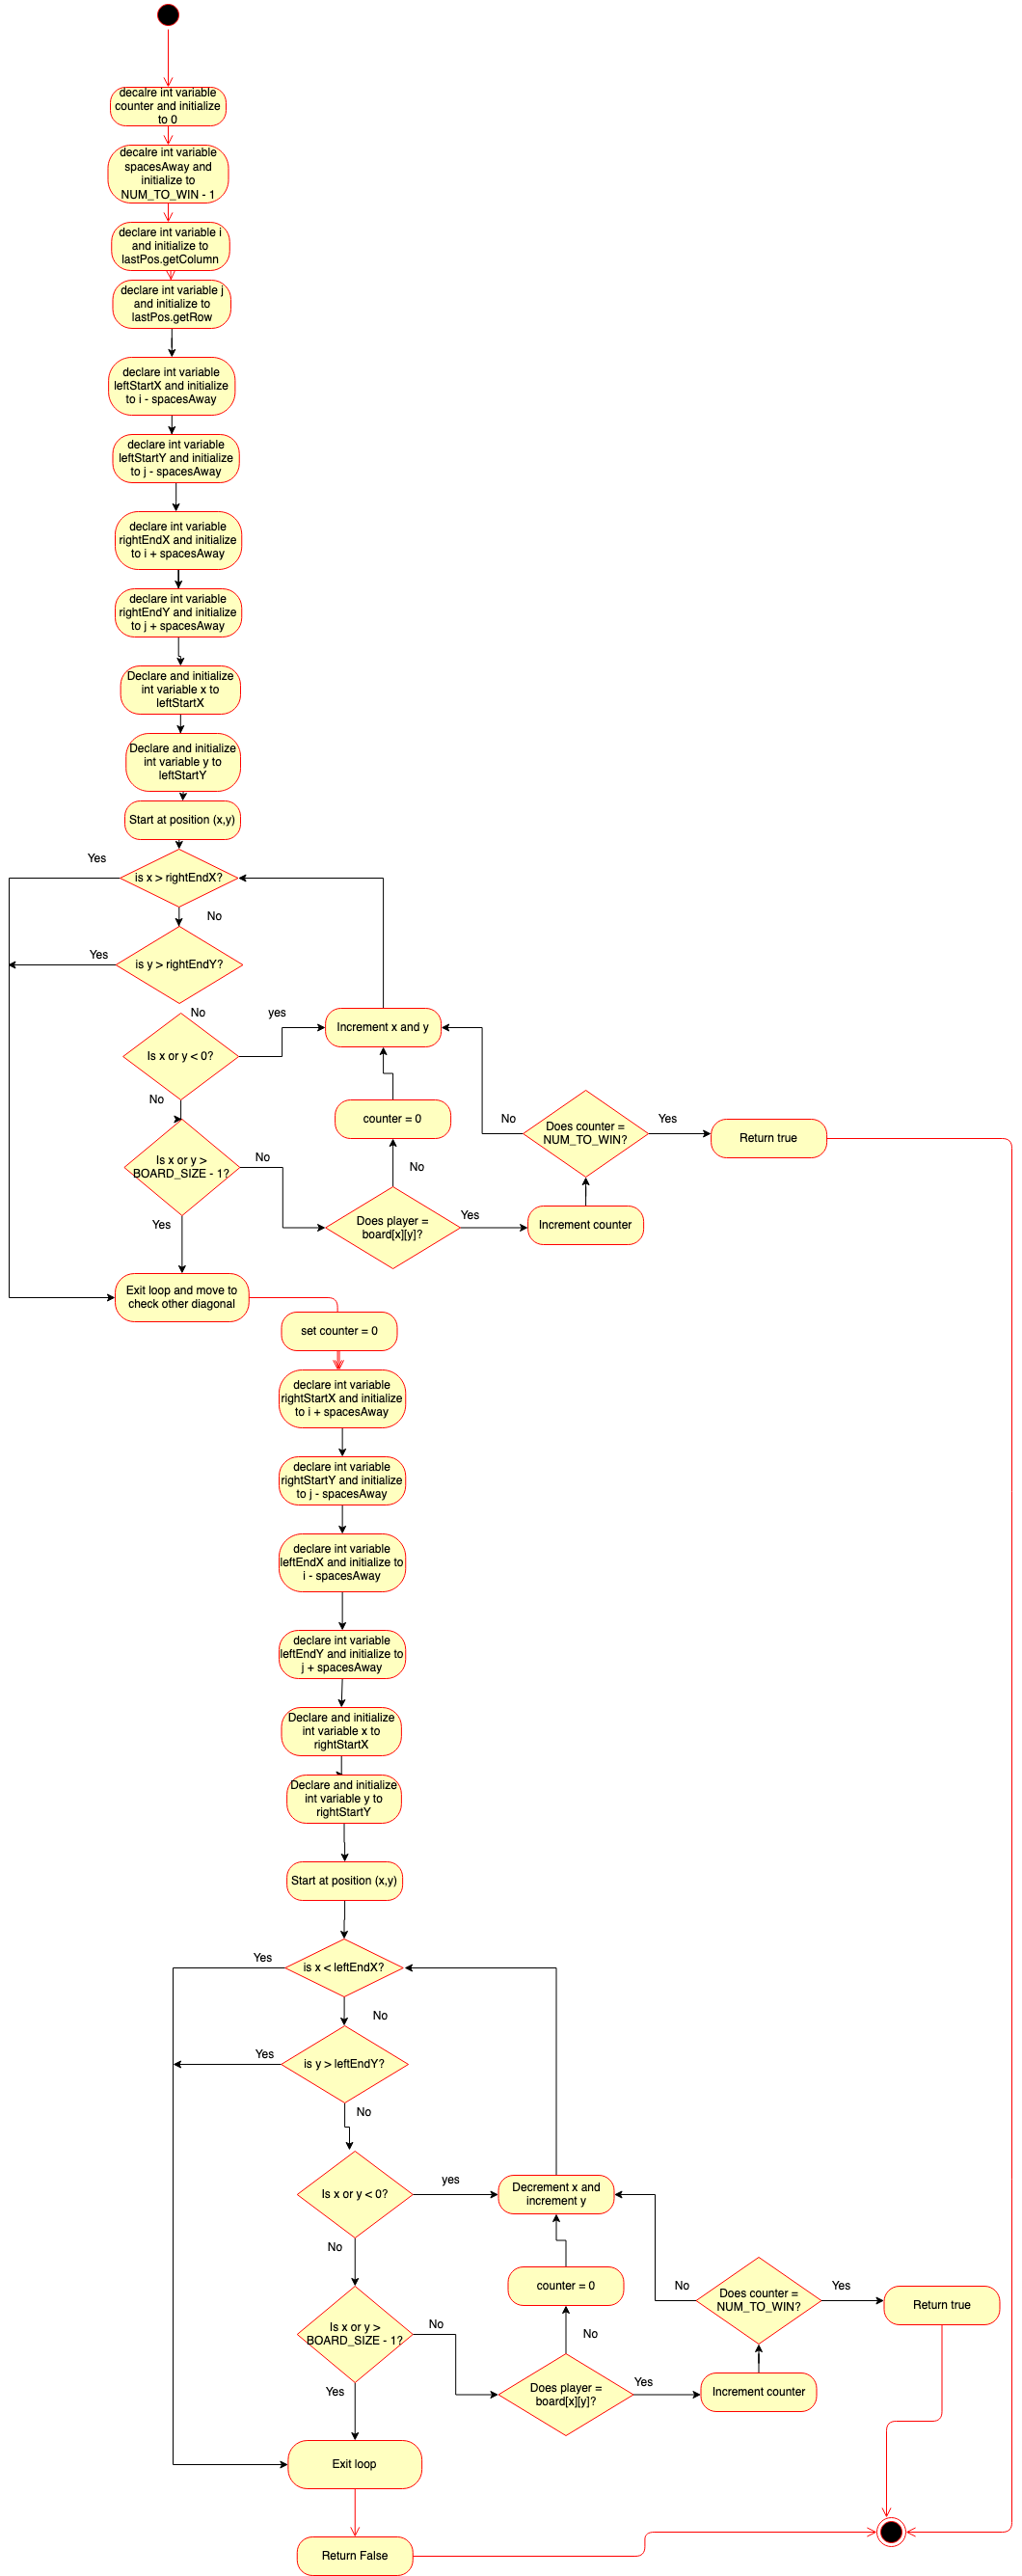 decalre int variable
counter and initialize
to 0
decalre int variable
spacesAway and
initialize to
NUM_TO_WIN - 1
declare int variable i
and initialize to
lastPos.getColumn
declare int variable j
and initialize to
lastPos.getRow
declare int variable
leftStartX and initialize
to i - spacesAway
declare int variable
leftStartY and initialize
to j - spacesAway
declare int variable
rightEndX and initialize
to i + spacesAway
declare int variable
rightEndY and initialize
to j + spacesAway
Declare and initialize
int variable x to
leftStartX
Declare and initialize
int variable y to
leftStartY
Start at position (x,y)
Yes
is x > rightEndX?
No
Yes
is y > rightEndY?
No
yes
Increment x and y
Is x or y < 0?
No
counter = 0
No
Does counter =
NUM_TO_WIN?
Yes
Return true
Is x or y >
BOARD_SIZE - 1?
No
No
Yes
Does player =
board[x][y]?
Yes
Increment counter
Exit loop and move to
check other diagonal
set counter = 0
declare int variable
rightStartX and initialize
to i + spacesAway
declare int variable
rightStartY and initialize
to j - spacesAway
declare int variable
leftEndX and initialize to
i - spacesAway
declare int variable
leftEndY and initialize to
j + spacesAway
Declare and initialize
int variable x to
rightStartX
Declare and initialize
int variable y to
rightStartY
Start at position (x,y)
Yes
is x < leftEndX?
No
Yes
is y > leftEndY?
No
Is x or y < 0?
yes
Decrement x and
increment y
No
counter = 0
No
Does counter =
NUM_TO_WIN?
Yes
Return true
Is x or y >
BOARD_SIZE - 1?
No
No
Yes
Does player =
board[x][y]?
Yes
Increment counter
Exit loop
Return False